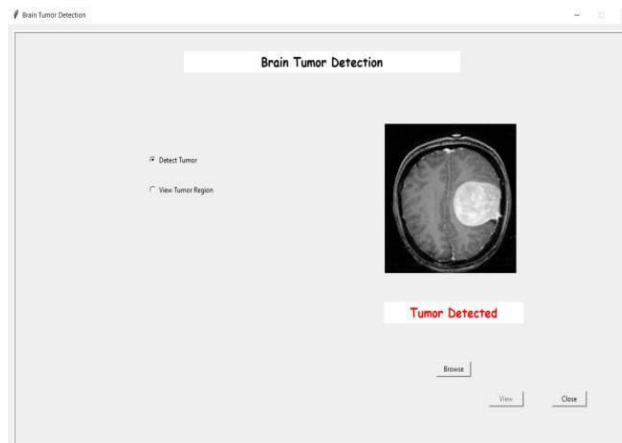 Brain Tumor Detection
Brain Tumor Detection
Detect Tumor
View Tumor Region
Tumor Detected
Browse
View
Close